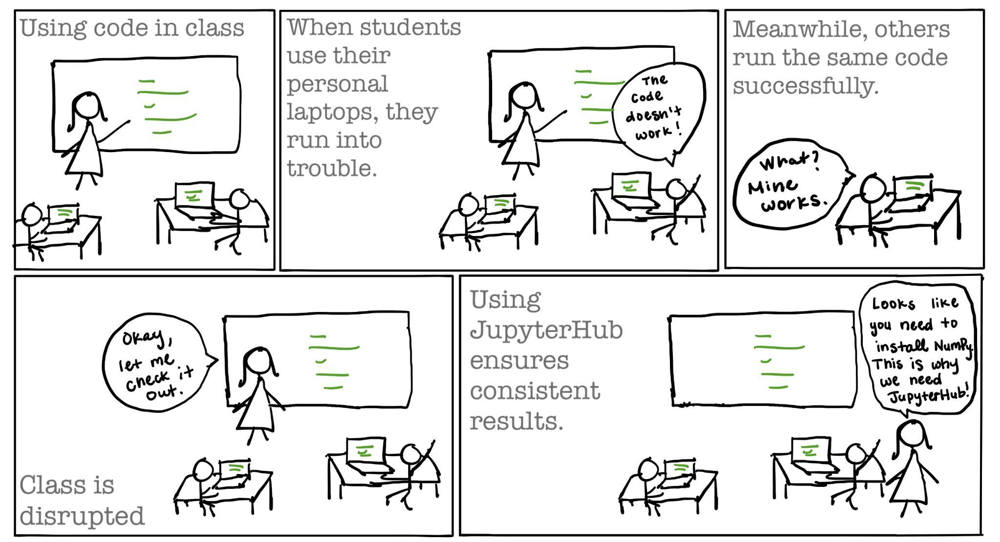 Using code in class
When students
use their
personal
laptops, they
run into
trouble.
The
code
doesn't
work!
Meanwhile, others
run the same code
successfully.
What?
Mine
works.
Okay,
let me
check it
out.
Class is
disrupted
Using
JupyterHub
ensures
consistent
results.
Looks like
you need to
install NumPy.
This is why
we need
JupyterHub!